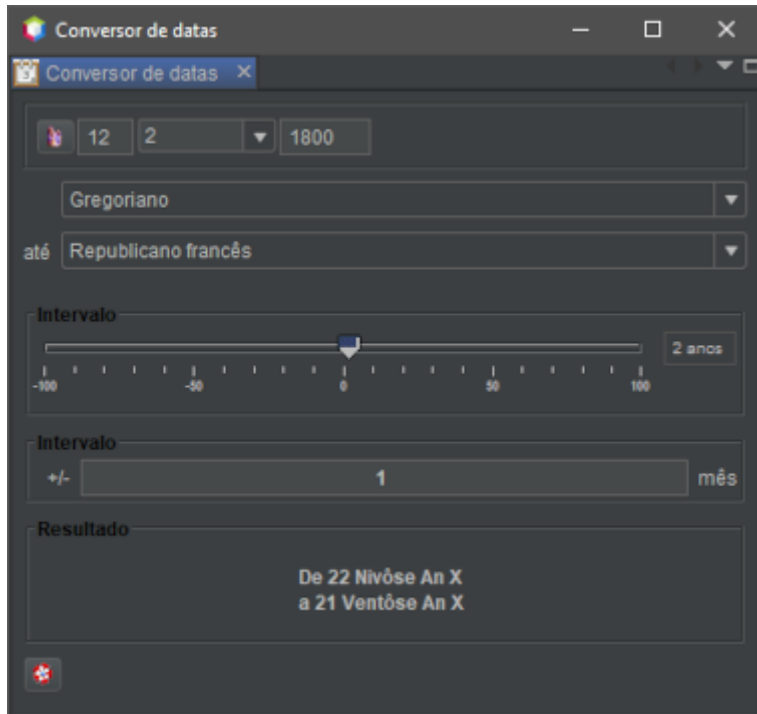 Conversor de datas
Conversor de datas
12 2 1800
Gregoriano
até Republicano francês
Intervalo
2 anos
-100 -50 0 50 100
Intervalo
+/- 1 mês
Resultado
De 22 Nivôse An X
a 21 Ventôse An X